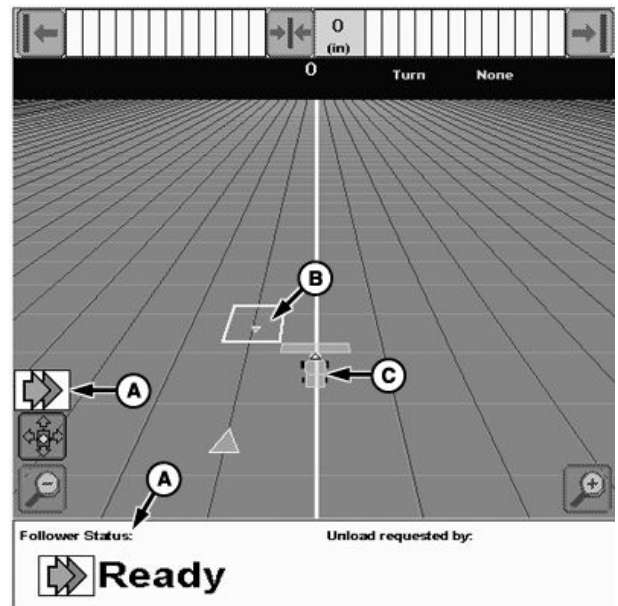 0
(in)
0 Turn None
B
C
A
A
Follower Status: Unload requested by:
Ready